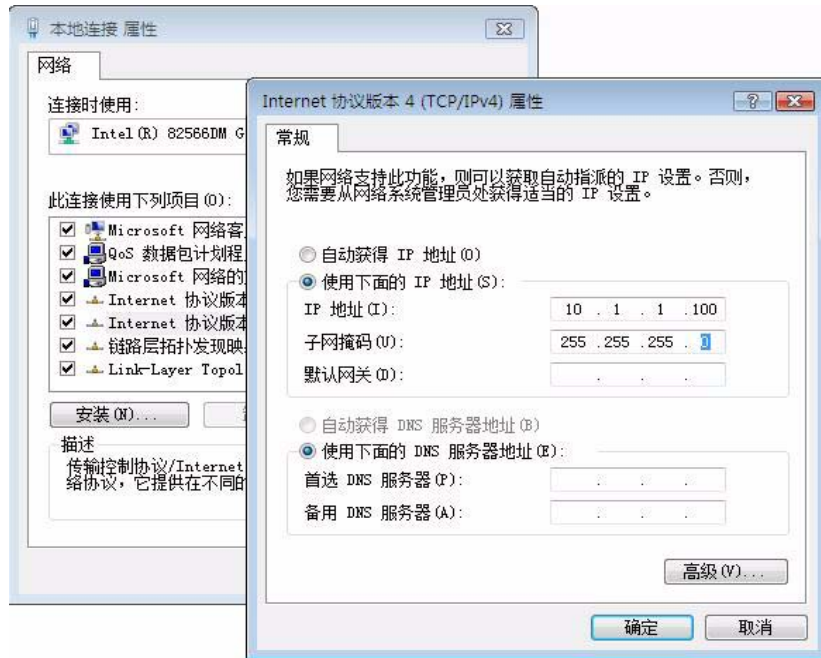 本地连接 属性
网络
连接时使用:
Intel(R) 82566DM G
此连接使用下列项目(O):
Microsoft 网络客
QoS 数据包计划程
Microsoft 网络的
Internet 协议版本
Internet 协议版本
链路层拓扑发现映
Link-Layer Topol
安装(N)...
描述
传输控制协议/Internet
络协议，它提供在不同的
Internet 协议版本 4 (TCP/IPv4) 属性
常规
如果网络支持此功能，则可以获取自动指派的 IP 设置。否则，
您需要从网络系统管理员处获得适当的 IP 设置。
自动获得 IP 地址(O)
使用下面的 IP 地址(S):
IP 地址(I): 10 . 1 . 1 .100
子网掩码(U): 255 .255 .255 . 0
默认网关(D): . . .
自动获得 DNS 服务器地址(B)
使用下面的 DNS 服务器地址(E):
首选 DNS 服务器(P): . . .
备用 DNS 服务器(A): . . .
高级(V)...
确定
取消